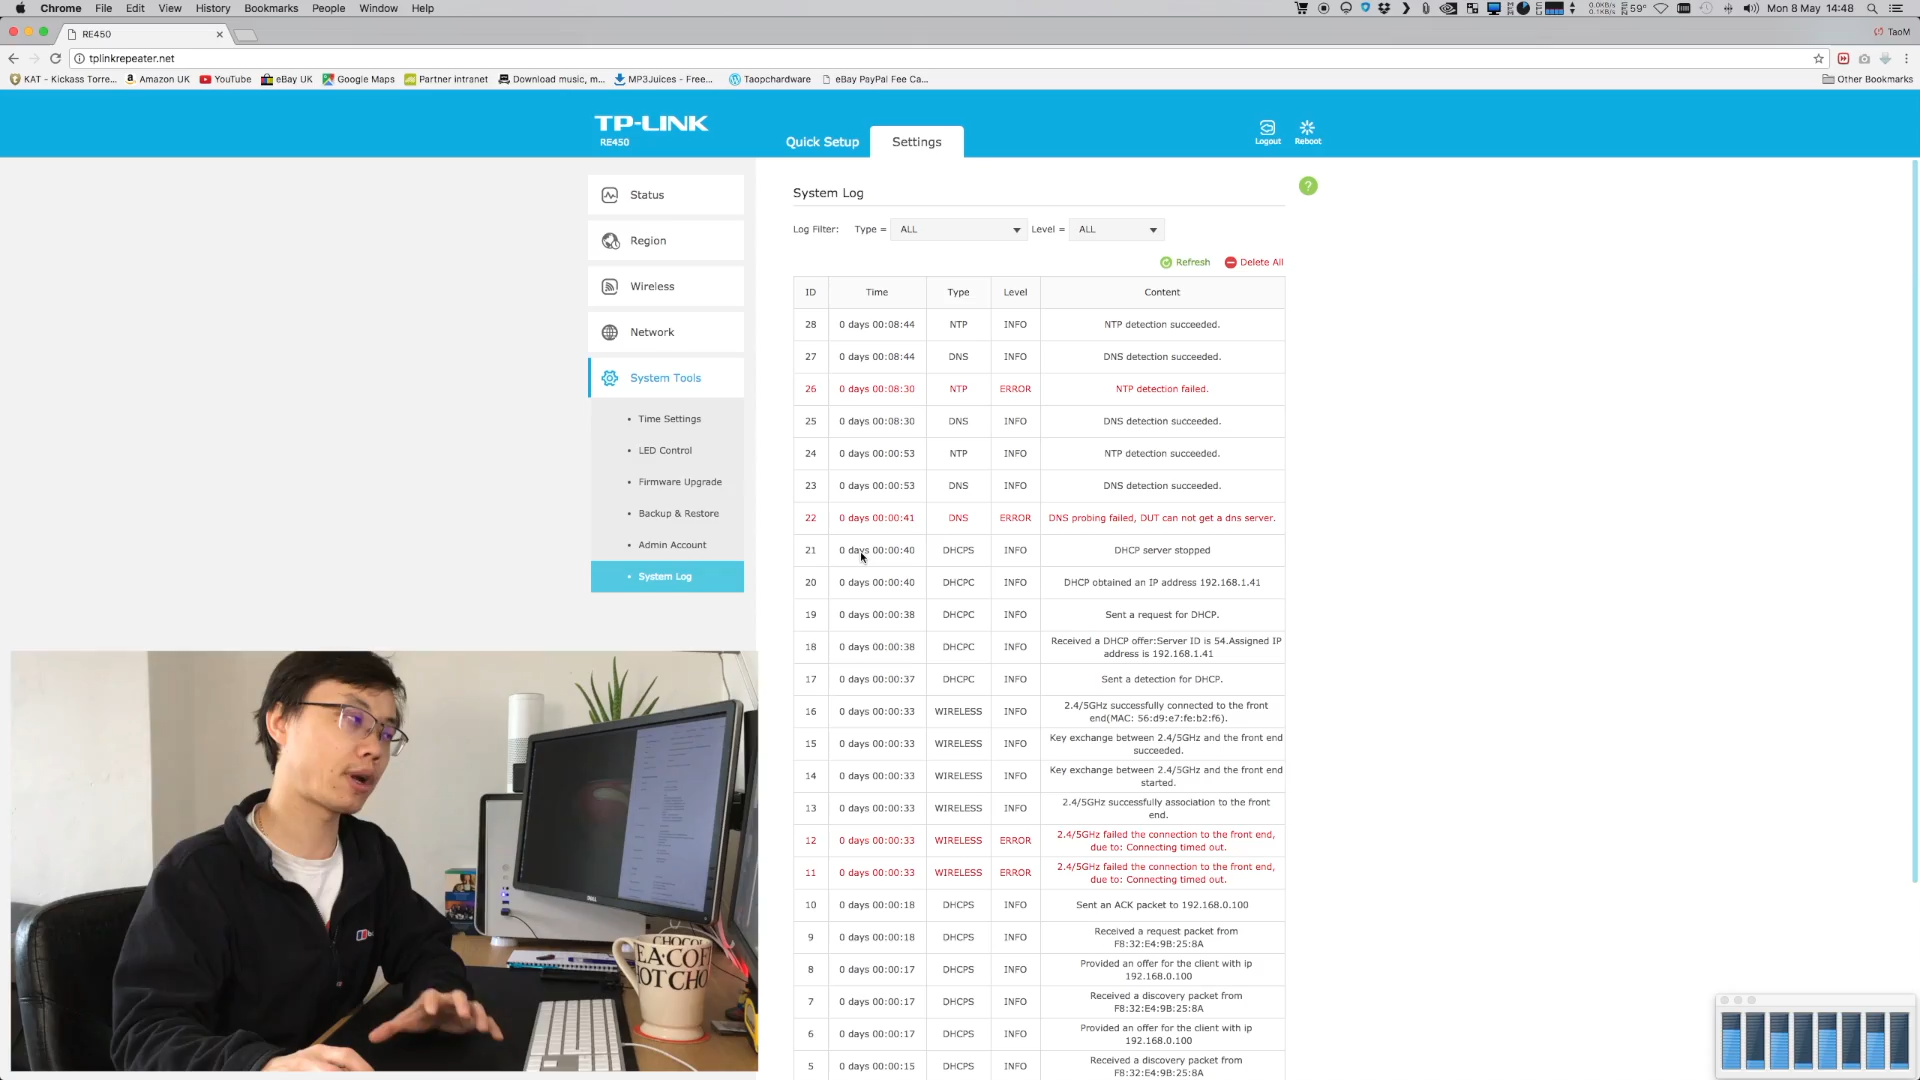 Chrome File Edit View History Bookmarks People Window Help
0.0KB/s
0.1KB/s
59° Mon 8 May 14:48
RE450
TaoM
tplinkrepeater.net
KAT - Kickass Torre... Amazon UK YouTube eBay UK Google Maps Partner intranet Download music, m... MP3Juices - Free... Taopchardware eBay PayPal Fee Ca... Other Bookmarks
TP-LINK
RE450
Quick Setup Settings
Logout Reboot
Status
Region
Wireless
Network
System Tools
• Time Settings
• LED Control
• Firmware Upgrade
• Backup & Restore
• Admin Account
• System Log
System Log
?
Log Filter: Type = ALL Level = ALL
Refresh Delete All
ID Time Type Level Content
28 0 days 00:08:44 NTP INFO NTP detection succeeded.
27 0 days 00:08:44 DNS INFO DNS detection succeeded.
26 0 days 00:08:30 NTP ERROR NTP detection failed.
25 0 days 00:08:30 DNS INFO DNS detection succeeded.
24 0 days 00:00:53 NTP INFO NTP detection succeeded.
23 0 days 00:00:53 DNS INFO DNS detection succeeded.
22 0 days 00:00:41 DNS ERROR DNS probing failed, DUT can not get a dns server.
21 0 days 00:00:40 DHCPS INFO DHCP server stopped
20 0 days 00:00:40 DHCPC INFO DHCP obtained an IP address 192.168.1.41
19 0 days 00:00:38 DHCPC INFO Sent a request for DHCP.
18 0 days 00:00:38 DHCPC INFO Received a DHCP offer:Server ID is 54.Assigned IP
address is 192.168.1.41
17 0 days 00:00:37 DHCPC INFO Sent a detection for DHCP.
16 0 days 00:00:33 WIRELESS INFO 2.4/5GHz successfully connected to the front
end(MAC: 56:d9:e7:fe:b2:f6).
15 0 days 00:00:33 WIRELESS INFO Key exchange between 2.4/5GHz and the front end
succeeded.
14 0 days 00:00:33 WIRELESS INFO Key exchange between 2.4/5GHz and the front end
started.
13 0 days 00:00:33 WIRELESS INFO 2.4/5GHz successfully association to the front
end.
12 0 days 00:00:33 WIRELESS ERROR 2.4/5GHz failed the connection to the front end,
due to: Connecting timed out.
11 0 days 00:00:33 WIRELESS ERROR 2.4/5GHz failed the connection to the front end,
due to: Connecting timed out.
10 0 days 00:00:18 DHCPS INFO Sent an ACK packet to 192.168.0.100
9 0 days 00:00:18 DHCPS INFO Received a request packet from
F8:32:E4:9B:25:8A
8 0 days 00:00:17 DHCPS INFO Provided an offer for the client with ip
192.168.0.100
7 0 days 00:00:17 DHCPS INFO Received a discovery packet from
F8:32:E4:9B:25:8A
6 0 days 00:00:17 DHCPS INFO Provided an offer for the client with ip
192.168.0.100
5 0 days 00:00:15 DHCPS INFO Received a discovery packet from
F8:32:E4:9B:25:8A
DELL
CHOCO
EA·COF
HOT CHO